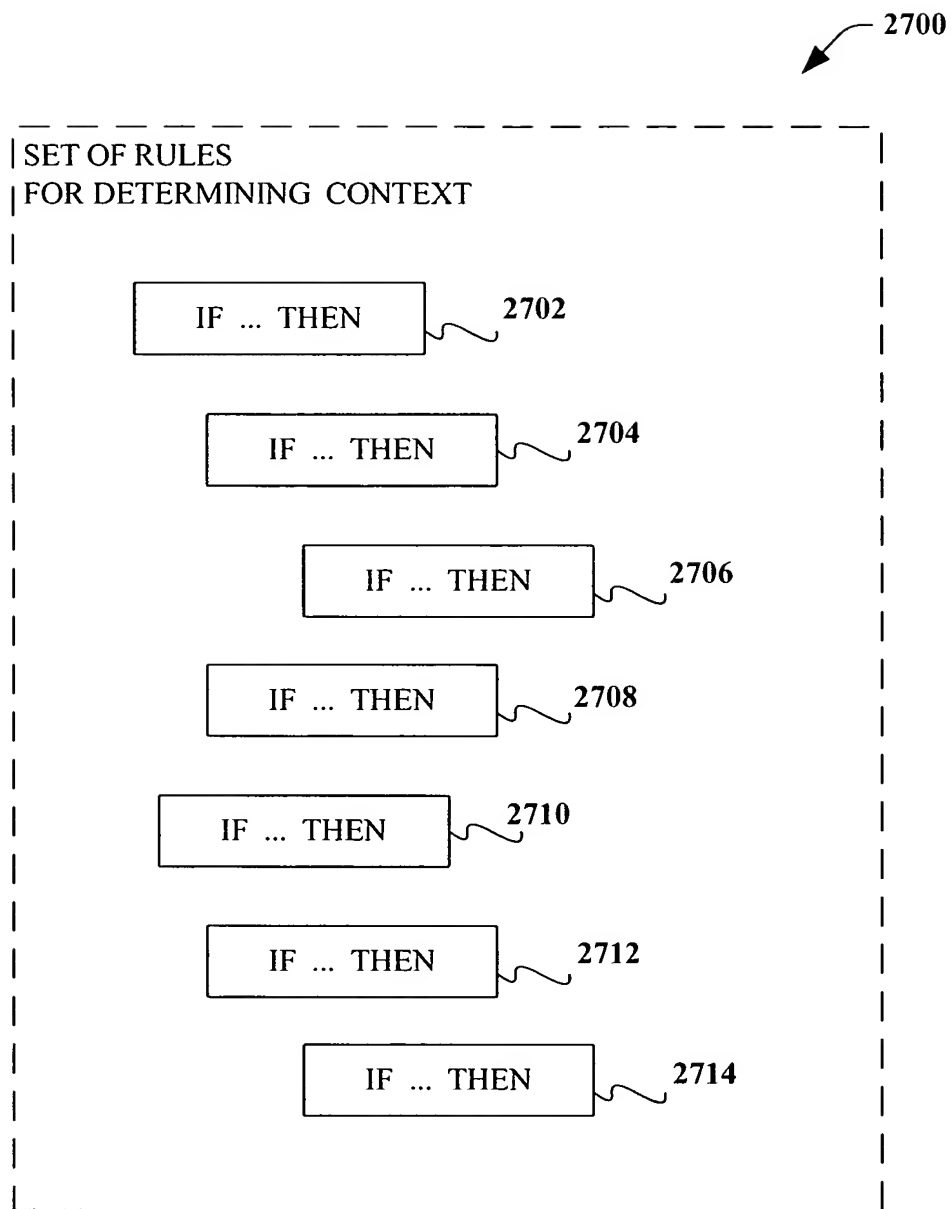 2700
SET OF RULES
FOR DETERMINING CONTEXT
IF ... THEN 2702
IF ... THEN 2704
IF ... THEN 2706
IF ... THEN 2708
IF ... THEN 2710
IF ... THEN 2712
IF ... THEN 2714